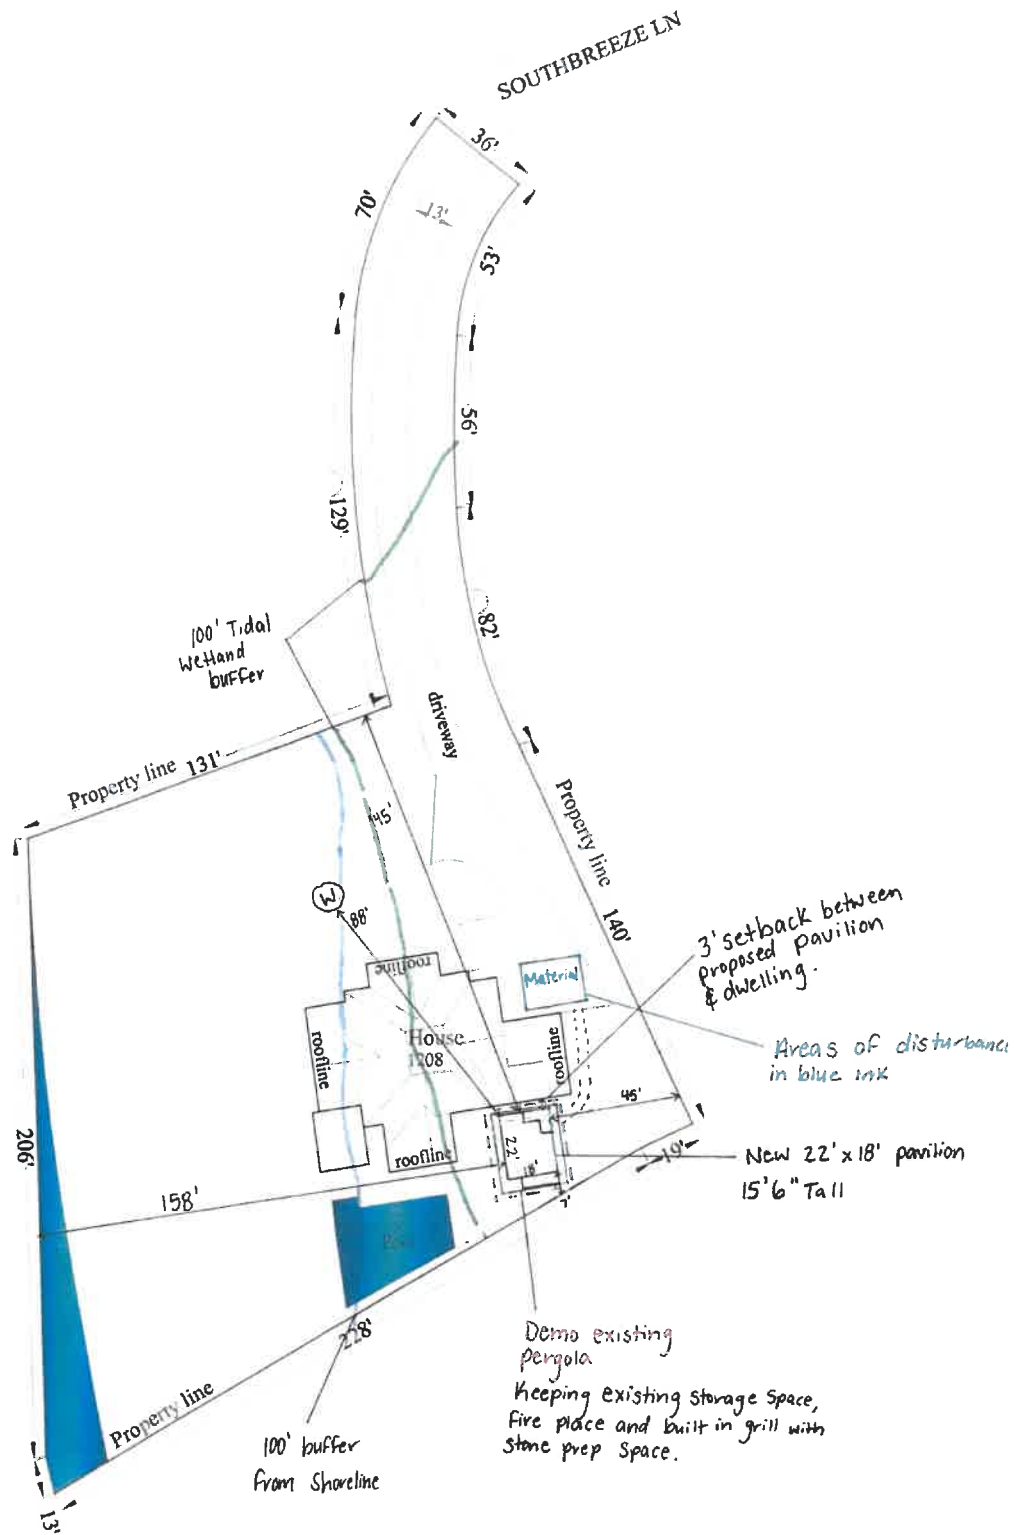 SOUTHBREEZE LN
36'
70'
13'
53'
56'
129'
82'
100' Tidal
Wetland
buffer
driveway
Property line 131'
Property line
140'
45'
88'
W
3' setback between
proposed pavilion
& dwelling.
roofline
Material
House
1208
roofline
roofline
Areas of disturbance
in blue ink
45'
206'
22'
18'
roofline
19'
New 22' x 18' pavilion
15' 6" Tall
158'
7'
228'
Demo existing
pergola
Keeping existing storage space,
fire place and built in grill with
stone prep space.
Property line
100' buffer
from Shoreline
13'